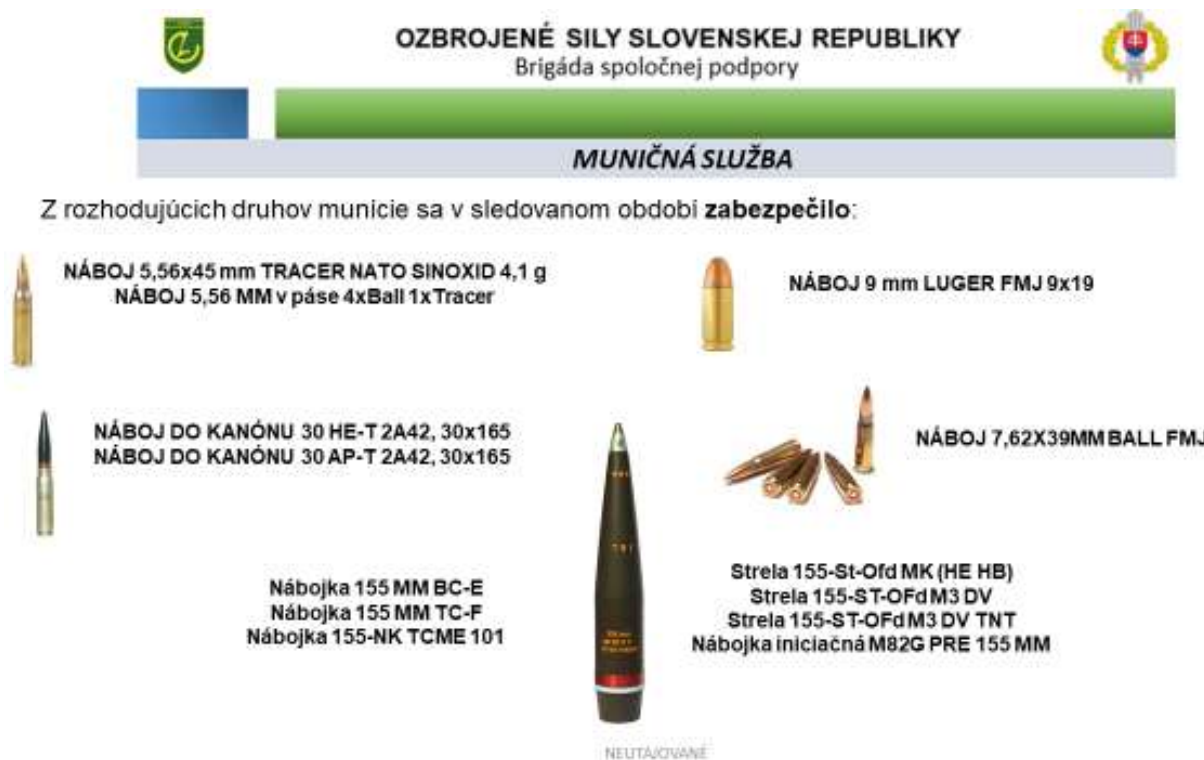 OZBROJENÉ SILY SLOVENSKEJ REPUBLIKY
Brigáda spoločnej podpory
MUNIČNÁ SLUŽBA
Z rozhodujúcich druhov munície sa v sledovanom období zabezpečilo:
NÁBOJ 5,56x45 mm TRACER NATO SINOXID 4,1 g
NÁBOJ 5,56 MM v páse 4xBall 1xTracer
NÁBOJ 9 mm LUGER FMJ 9x19
NÁBOJ DO KANÓNU 30 HE-T 2A42, 30x165
NÁBOJ DO KANÓNU 30 AP-T 2A42, 30x165
NÁBOJ 7,62X39MM BALL FMJ
Nábojka 155 MM BC-E
Nábojka 155 MM TC-F
Nábojka 155-NK TCME 101
Strela 155-St-Ofd MK (HE HB)
Strela 155-ST-OFd M3 DV
Strela 155-ST-OFd M3 DV TNT
Nábojka iniciačná M82G PRE 155 MM
NEUTAJOVANÉ